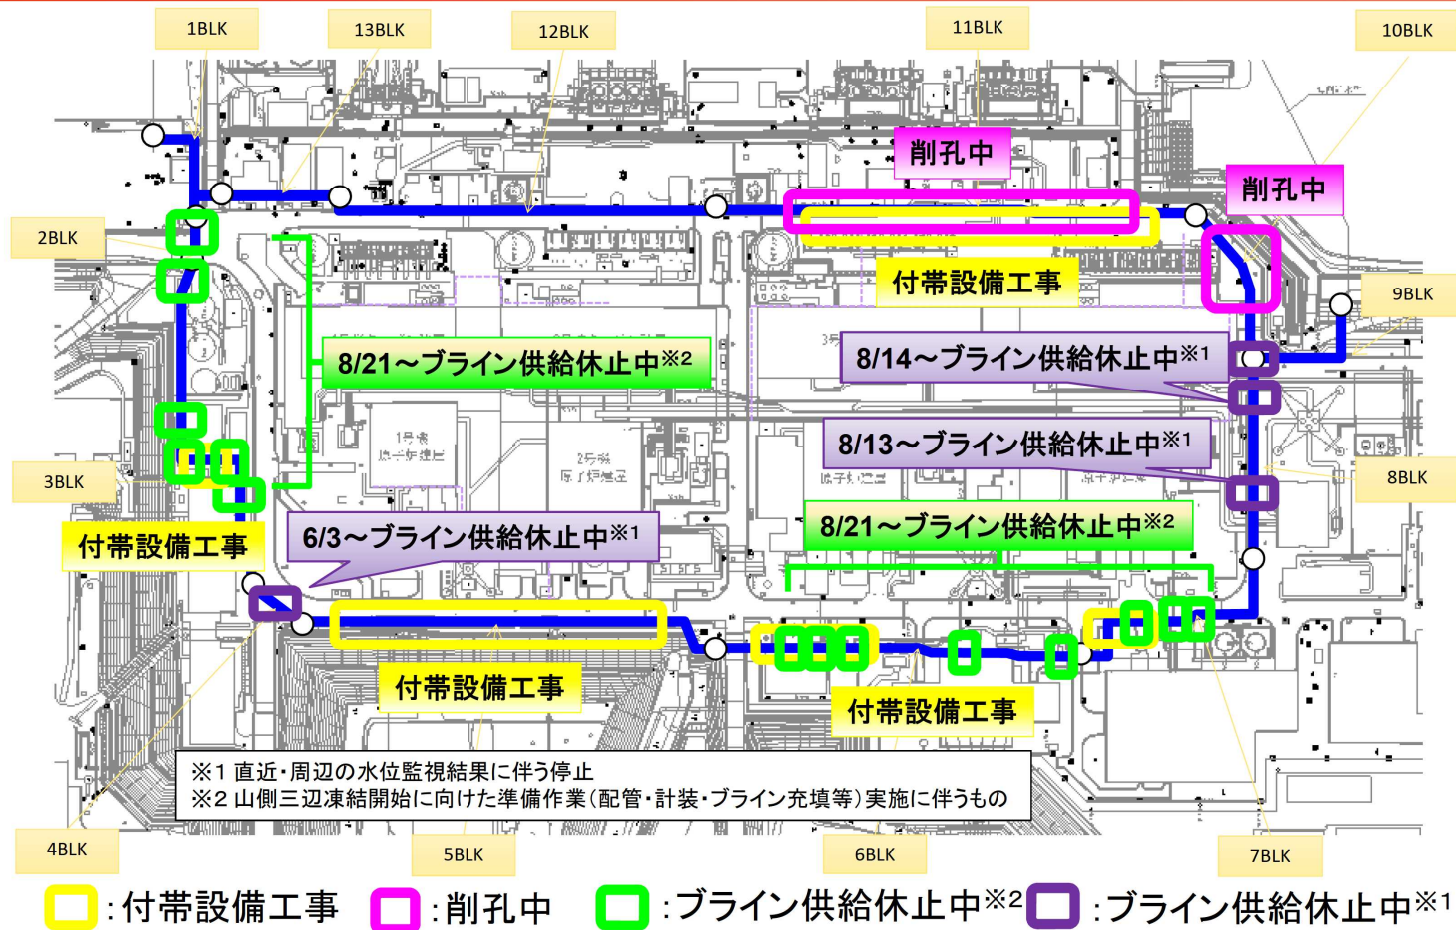 1BLK
13BLK
12BLK
11BLK
10BLK
削孔中
削孔中
2BLK
付帯設備工事
9BLK
8/21～ブライン供給休止中※2
8/14～ブライン供給休止中※1
1号機
原子炉建屋
2号機
原子炉建屋
8/13～ブライン供給休止中※1
3BLK
8BLK
付帯設備工事
6/3～ブライン供給休止中※1
8/21～ブライン供給休止中※2
付帯設備工事
付帯設備工事
※1 直近・周辺の水位監視結果に伴う停止
※2 山側三辺凍結開始に向けた準備作業(配管・計装・ブライン充填等)実施に伴うもの
4BLK
5BLK
6BLK
7BLK
:付帯設備工事
:削孔中
:ブライン供給休止中※2
:ブライン供給休止中※1